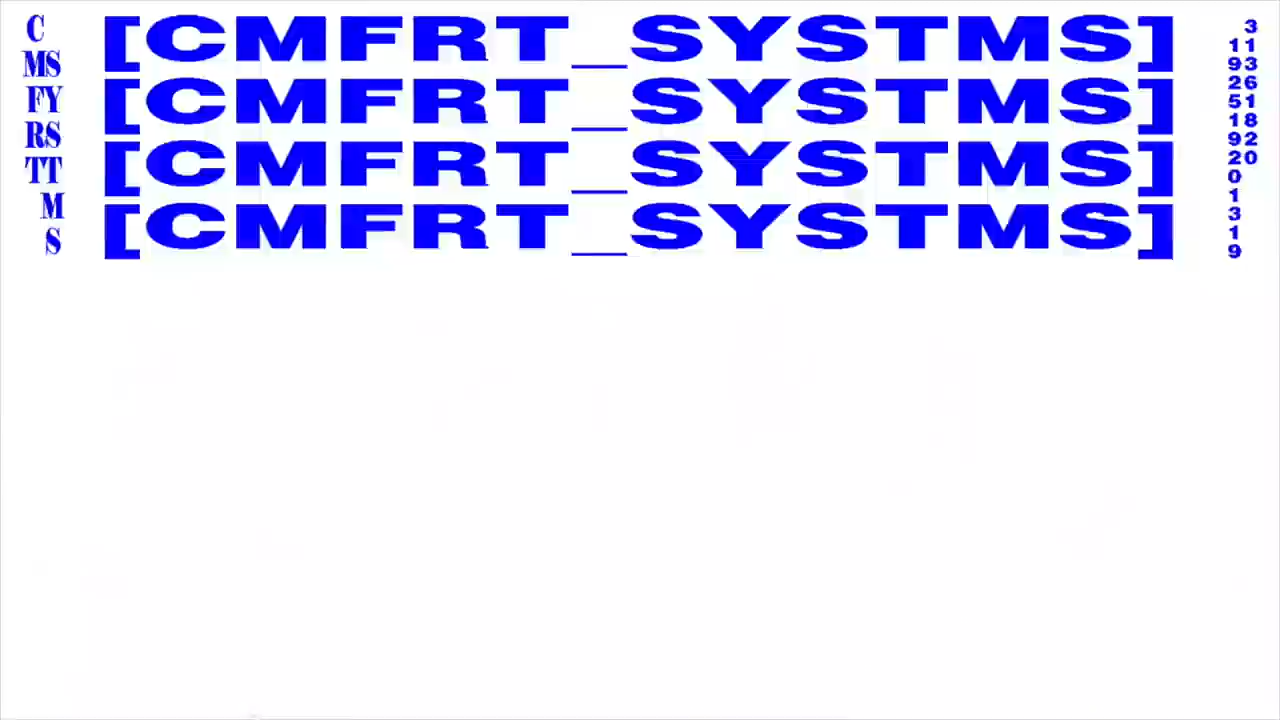 C
MS
FY
RS
TT
M
S
[CMFRT_SYSTMS]
[CMFRT_SYSTMS]
[CMFRT_SYSTMS]
[CMFRT_SYSTMS]
3
11
93
26
51
18
92
20
0
1
3
1
9